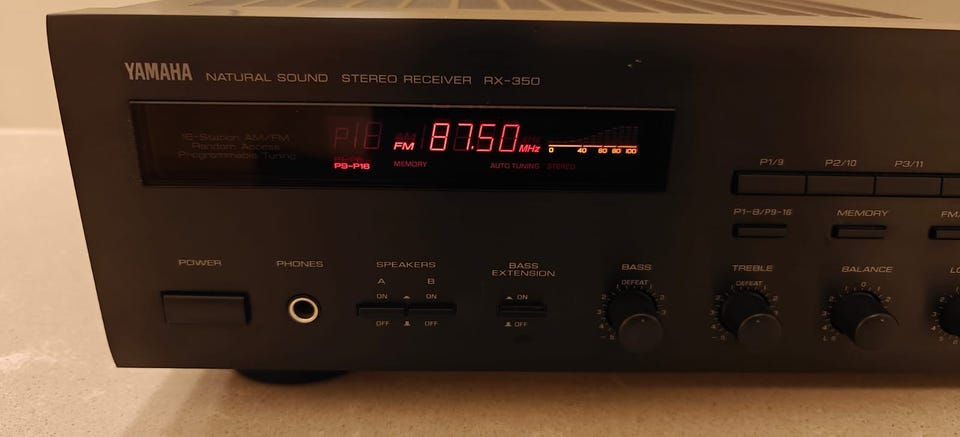 YAMAHA NATURAL SOUND STEREO RECEIVER RX-350
16-Station AM/FM
Random Access
Programmable Tuning
P18
FM 87.50 MHz
P9-P16
MEMORY
AUTO TUNING STEREO
0 40 60 80 100
P1/9 P2/10 P3/11
P1-8/P9-16 MEMORY FM/
POWER
PHONES
SPEAKERS
A B
ON ON
OFF OFF
BASS
EXTENSION
ON
OFF
BASS
DEFEAT
TREBLE
DEFEAT
BALANCE
0